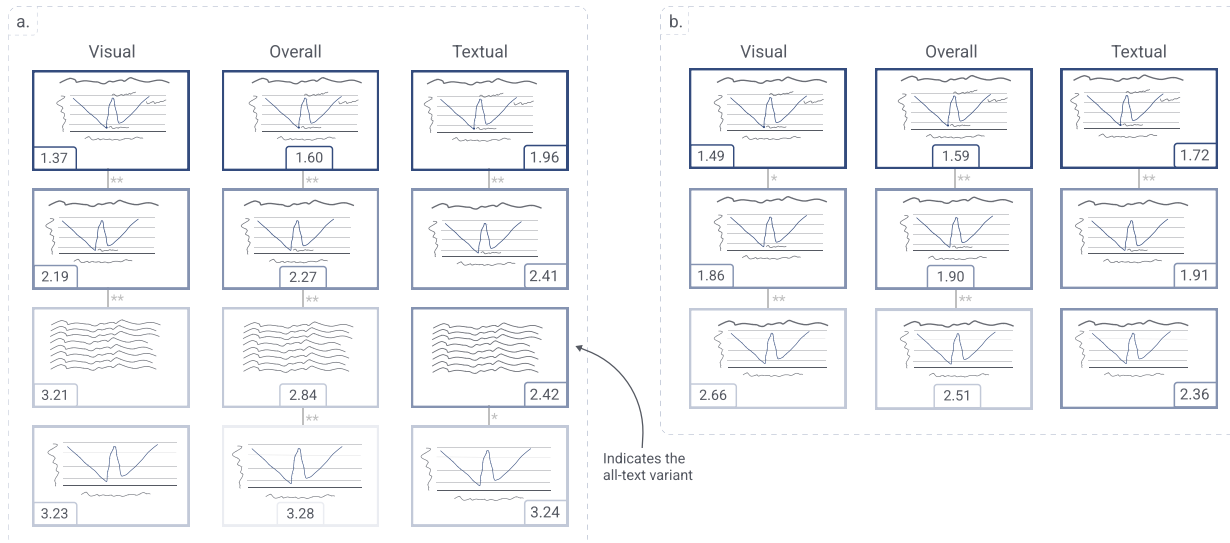 a.
Visual Overall Textual
1.37 1.60 1.96
** ** **
2.19 2.27 2.41
** **
3.21 2.84 2.42
** *
3.23 3.28 3.24
Indicates the
all-text variant
b.
Visual Overall Textual
1.49 1.59 1.72
* ** **
1.86 1.90 1.91
** **
2.66 2.51 2.36